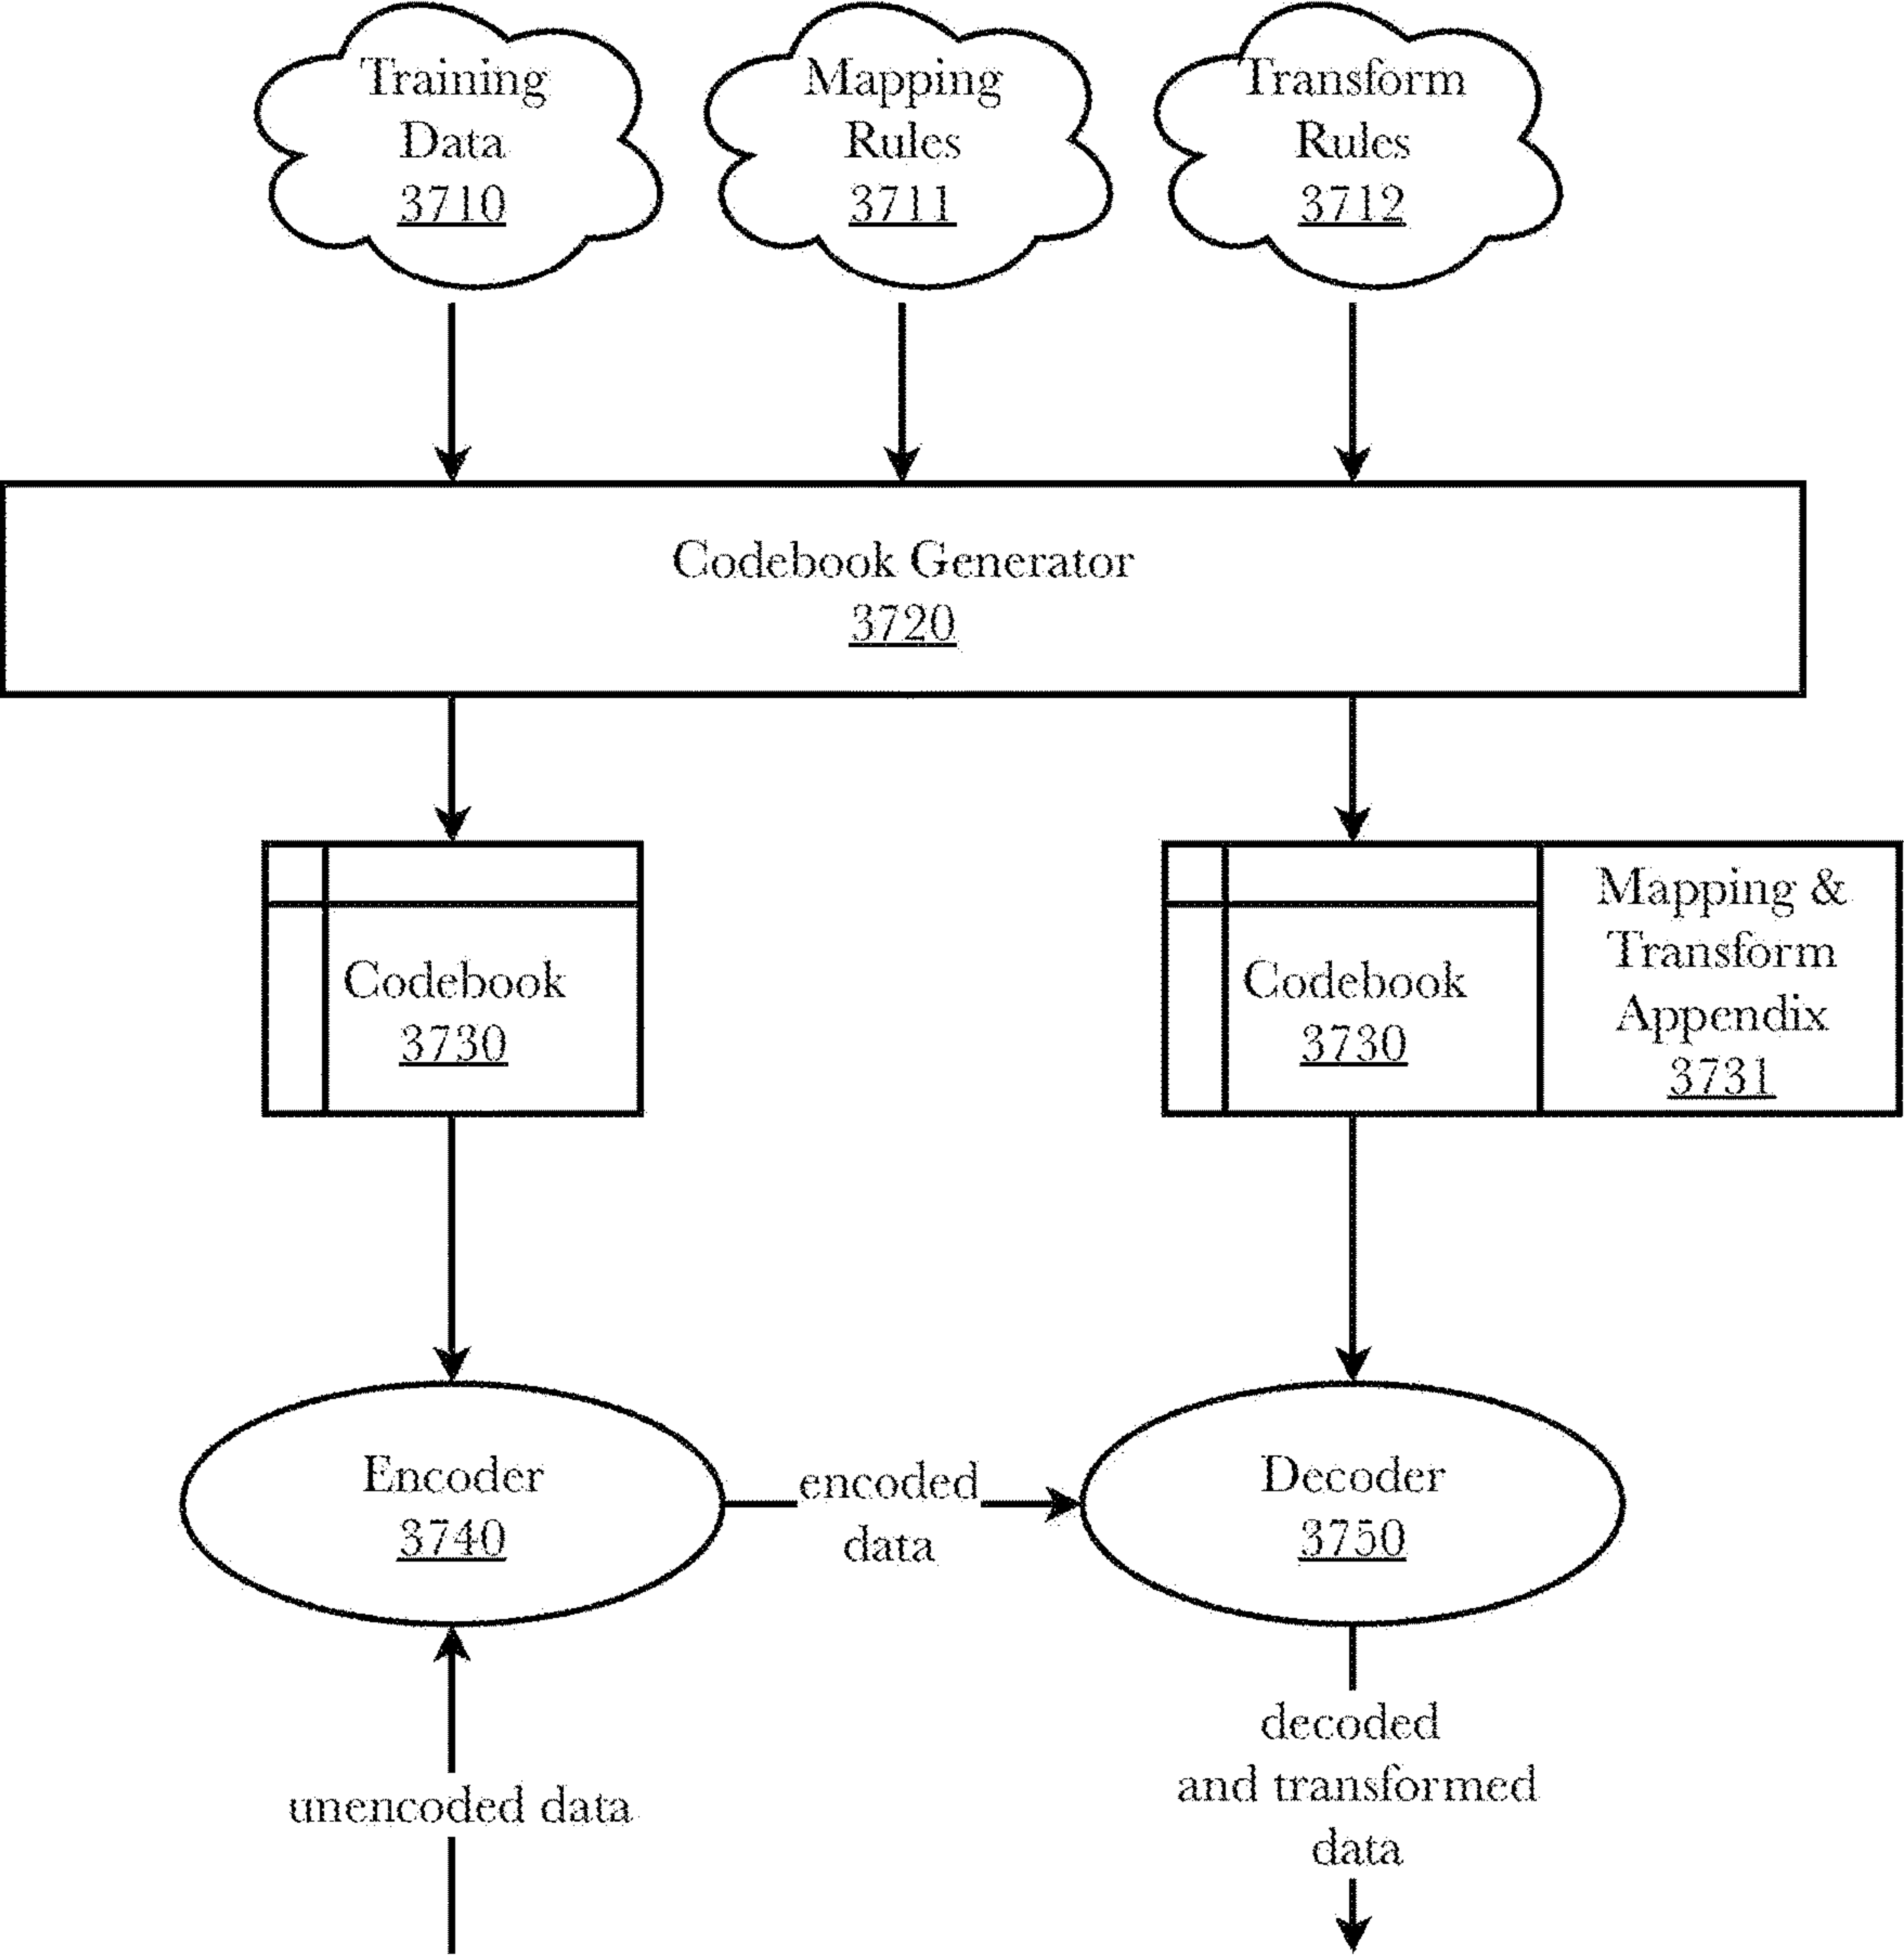 Training
Data
3710
Mapping
Rules
3711
Transform
Rules
3712
Codebook Generator
3720
Codebook
3730
Codebook
3730
Mapping &
Transform
Appendix
3731
Encoder
3740
encoded
data
Decoder
3750
unencoded data
decoded
and transformed
data